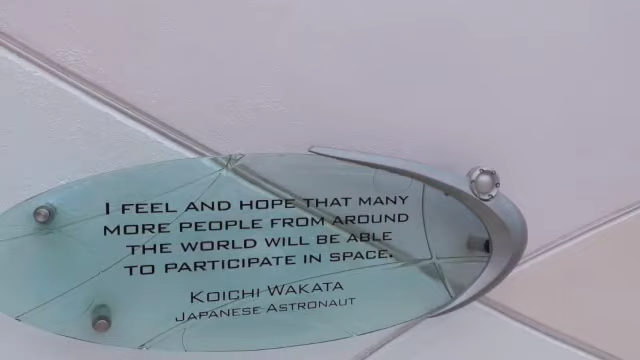 I FEEL AND HOPE THAT MANY
MORE PEOPLE FROM AROUND
THE WORLD WILL BE ABLE
TO PARTICIPATE IN SPACE.
KOICHI WAKATA
JAPANESE ASTRONAUT